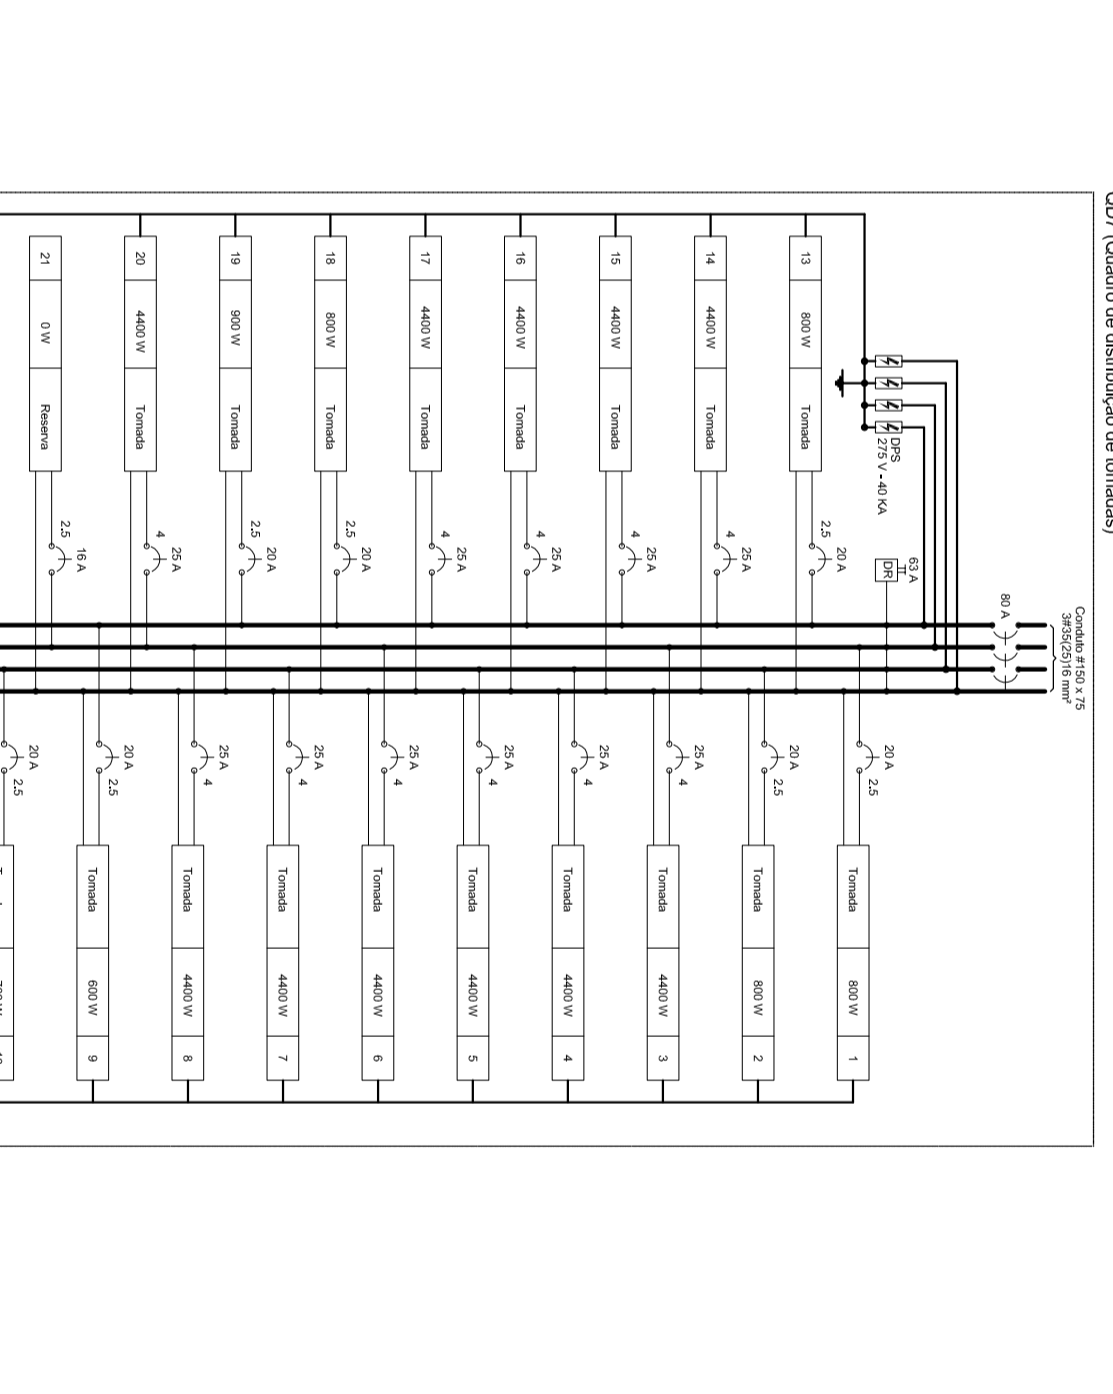 QD7 (Quadro de distribuição de tomadas)
Conduto #150 x 75
3#35(25)16 mm²
80 A
63 A
DR
DPS
275 V - 40 KA
13
800 W
Tomada
2.5
20 A
14
4400 W
Tomada
4
25 A
15
4400 W
Tomada
4
25 A
16
4400 W
Tomada
4
25 A
17
4400 W
Tomada
4
25 A
18
800 W
Tomada
2.5
20 A
19
900 W
Tomada
2.5
20 A
20
4400 W
Tomada
4
25 A
21
0 W
Reserva
2.5
16 A
20 A
2.5
Tomada
800 W
1
20 A
2.5
Tomada
800 W
2
25 A
4
Tomada
4400 W
3
25 A
4
Tomada
4400 W
4
25 A
4
Tomada
4400 W
5
25 A
4
Tomada
4400 W
6
25 A
4
Tomada
4400 W
7
25 A
4
Tomada
4400 W
8
20 A
2.5
Tomada
600 W
9
20 A
2.5